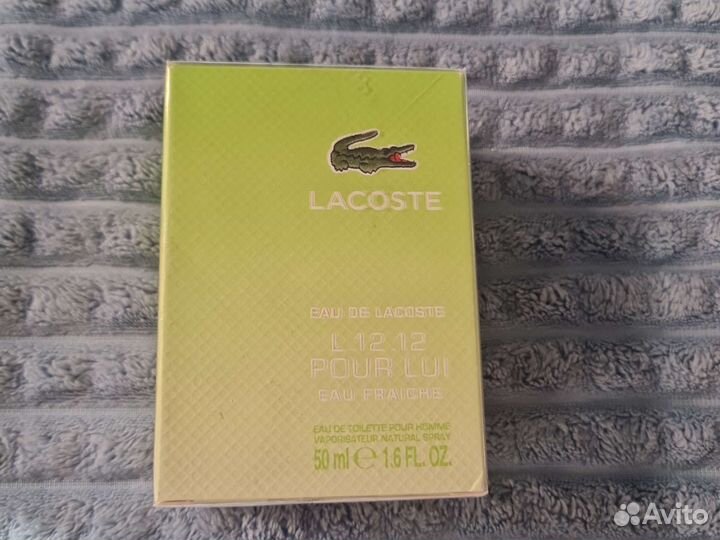 LACOSTE
EAU DE LACOSTE
L.12.12
POUR LUI
EAU FRAÎCHE
EAU DE TOILETTE POUR HOMME
VAPORISATEUR NATURAL SPRAY
50 ml ℮ 1.6 FL. OZ.
Avito